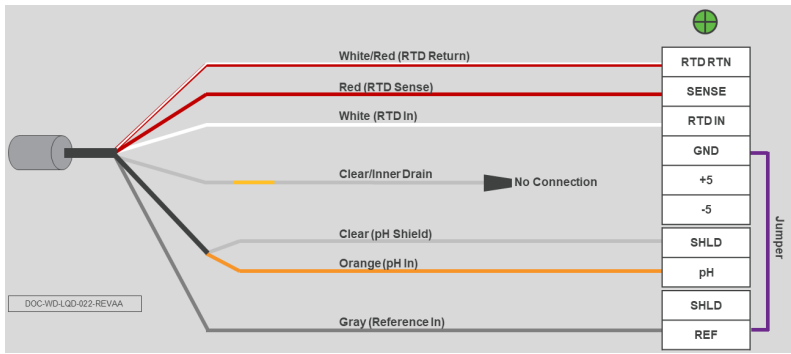 White/Red (RTD Return)
RTD RTN
Red (RTD Sense)
SENSE
White (RTD In)
RTD IN
GND
Clear/Inner Drain
No Connection
+5
-5
Clear (pH Shield)
SHLD
Orange (pH In)
pH
Jumper
DOC-WD-LQD-022-REVAA
SHLD
Gray (Reference In)
REF